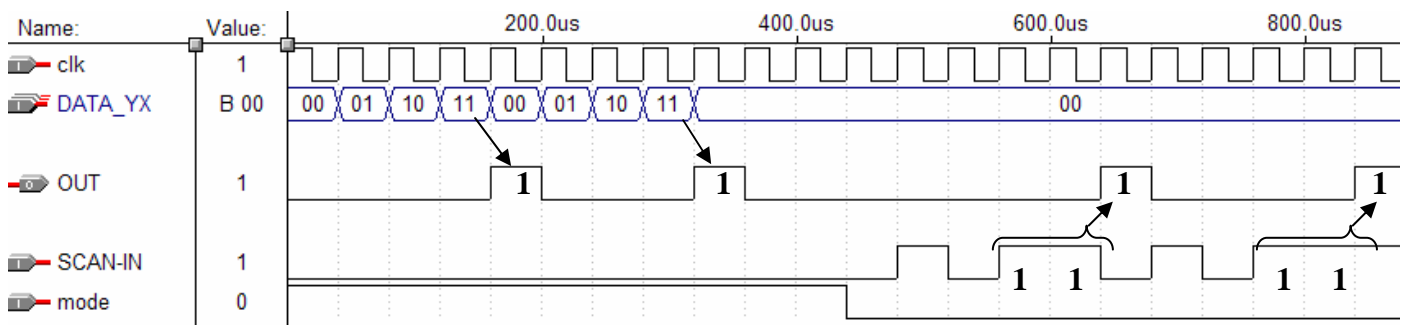 Name: Value: 200.0us 400.0us 600.0us 800.0us
clk 1
DATA_YX B 00 00 01 10 11 00 01 10 11 00
OUT 1 1 1 1 1
SCAN-IN 1 1 1 1 1
mode 0